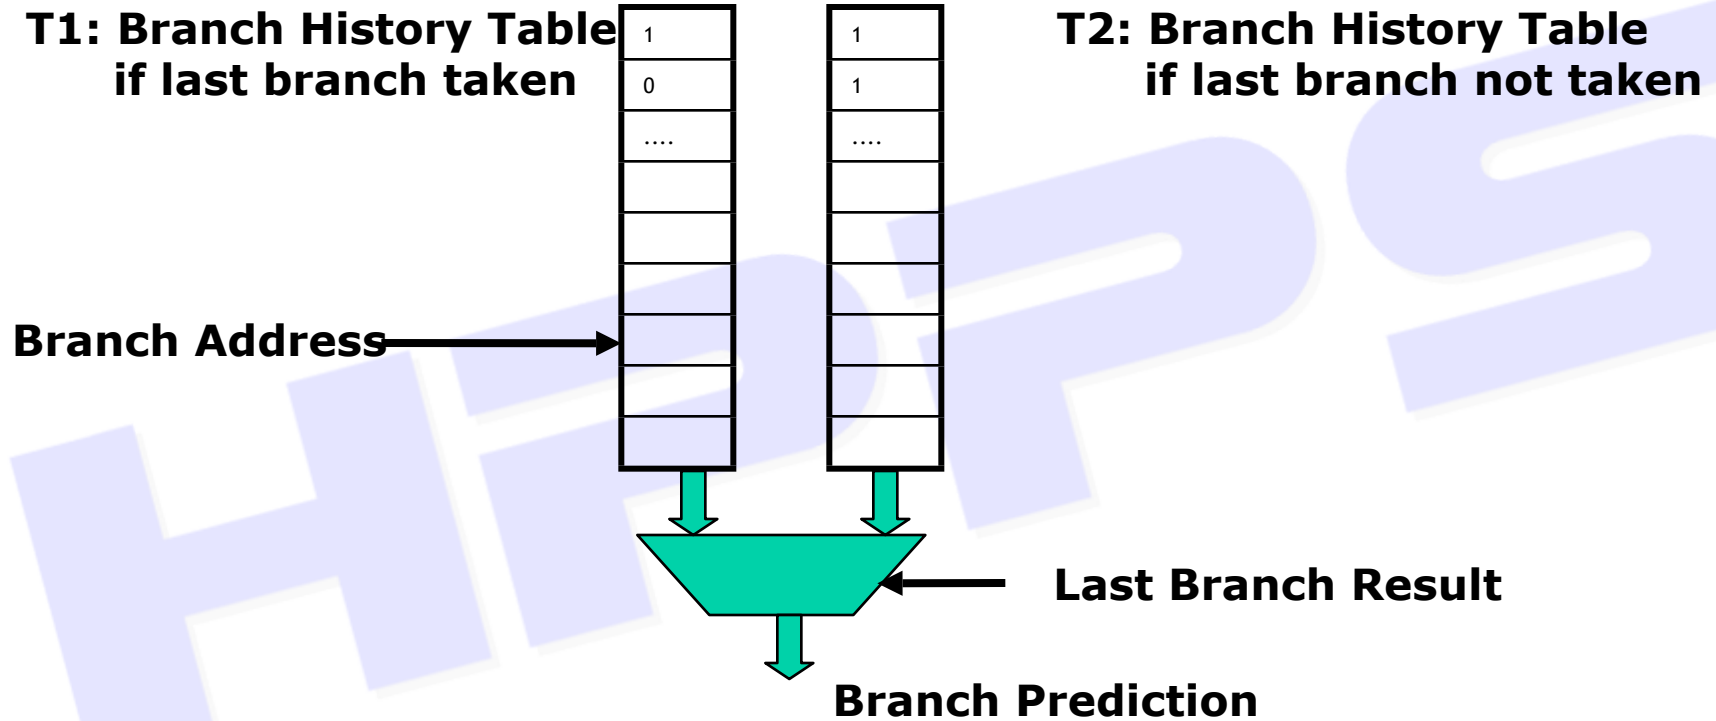 T1: Branch History Table
if last branch taken
T2: Branch History Table
if last branch not taken
1
1
0
1
....
....
Branch Address
Last Branch Result
Branch Prediction
HPPS